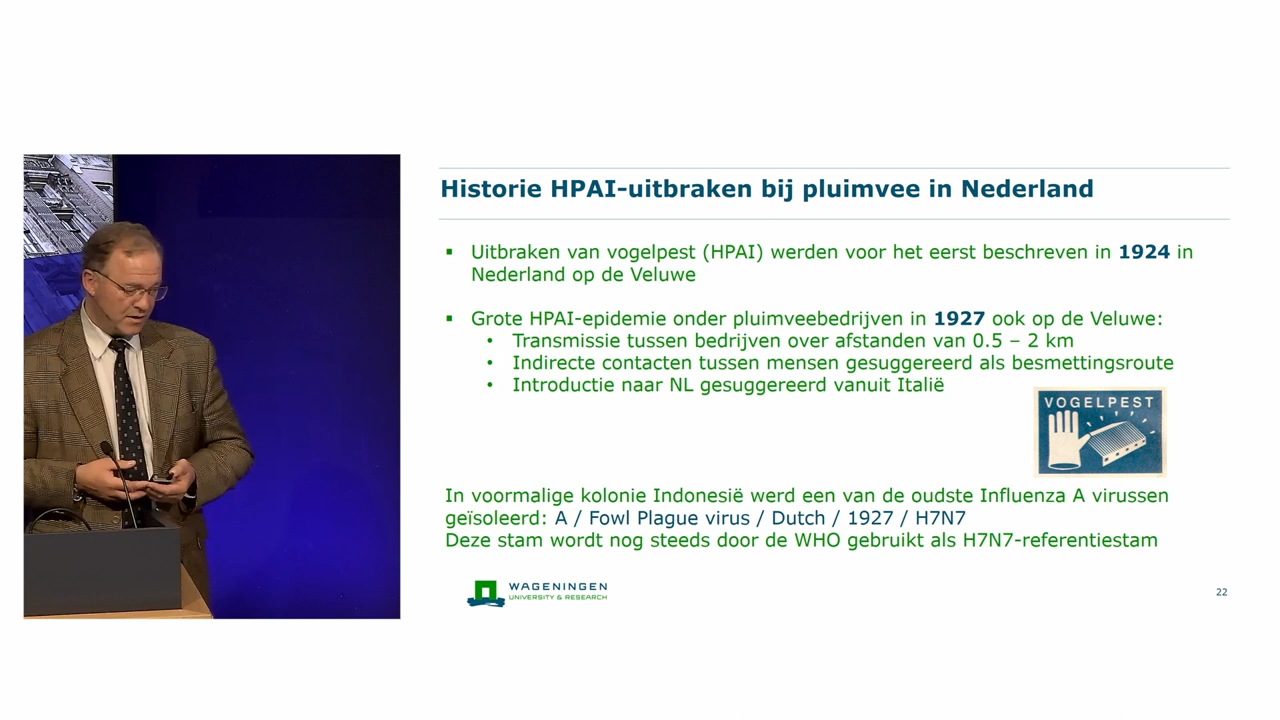 Historie HPAI-uitbraken bij pluimvee in Nederland
▪ Uitbraken van vogelpest (HPAI) werden voor het eerst beschreven in 1924 in
Nederland op de Veluwe
▪ Grote HPAI-epidemie onder pluimveebedrijven in 1927 ook op de Veluwe:
• Transmissie tussen bedrijven over afstanden van 0.5 – 2 km
• Indirecte contacten tussen mensen gesuggereerd als besmettingsroute
• Introductie naar NL gesuggereerd vanuit Italië
VOGELPEST
In voormalige kolonie Indonesië werd een van de oudste Influenza A virussen
geïsoleerd: A / Fowl Plague virus / Dutch / 1927 / H7N7
Deze stam wordt nog steeds door de WHO gebruikt als H7N7-referentiestam
WAGENINGEN
UNIVERSITY & RESEARCH
22